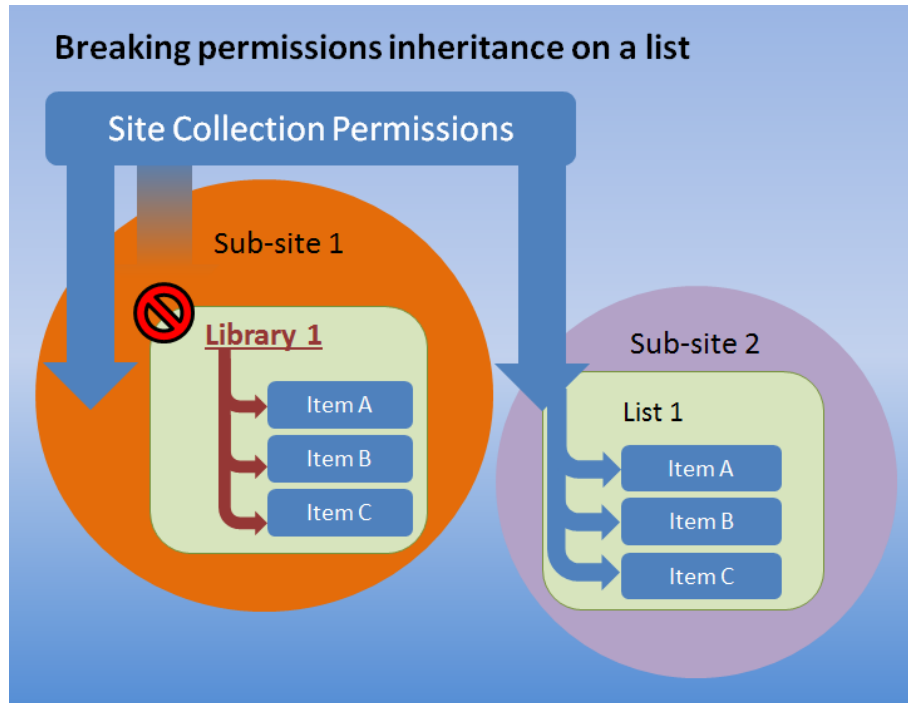 Breaking permissions inheritance on a list
Site Collection Permissions
Sub-site 1
Library 1
Item A
Item B
Item C
Sub-site 2
List 1
Item A
Item B
Item C